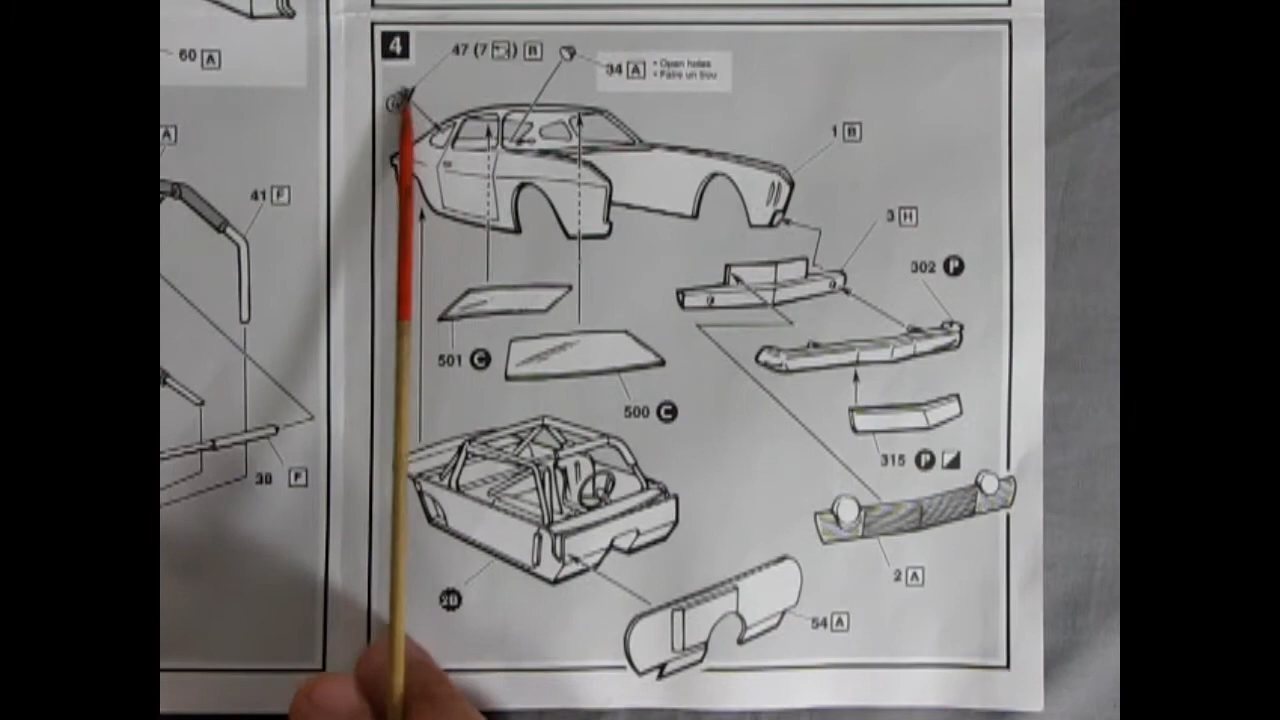 60 A
A
41 F
38 F
4
47 (7 ) B
34 A
• Open holes
• Faire un trou
1 B
3 H
302 P
501 C
500 C
315 P
2 A
20
54 A